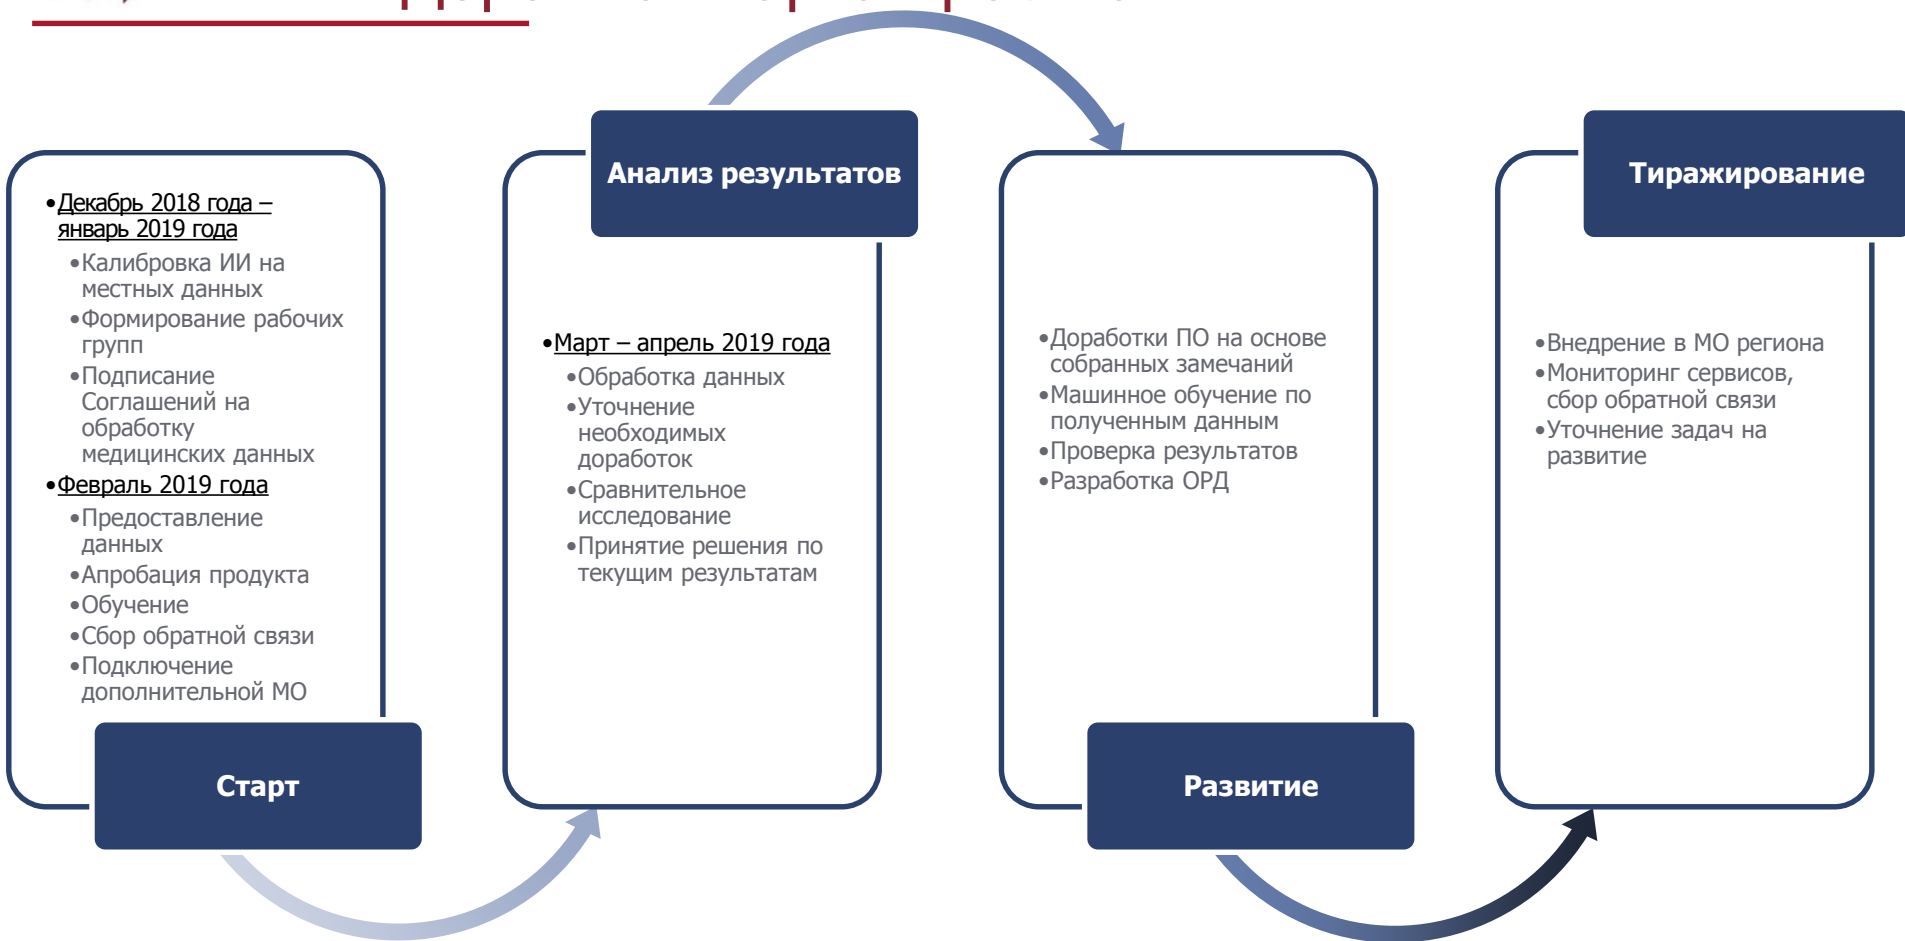 •Декабрь 2018 года –
январь 2019 года
•Калибровка ИИ на
местных данных
•Формирование рабочих
групп
•Подписание
Соглашений на
обработку
медицинских данных
•Февраль 2019 года
•Предоставление
данных
•Апробация продукта
•Обучение
•Сбор обратной связи
•Подключение
дополнительной МО
Старт
Анализ результатов
•Март – апрель 2019 года
•Обработка данных
•Уточнение
необходимых
доработок
•Сравнительное
исследование
•Принятие решения по
текущим результатам
•Доработки ПО на основе
собранных замечаний
•Машинное обучение по
полученным данным
•Проверка результатов
•Разработка ОРД
Развитие
Тиражирование
•Внедрение в МО региона
•Мониторинг сервисов,
сбор обратной связи
•Уточнение задач на
развитие